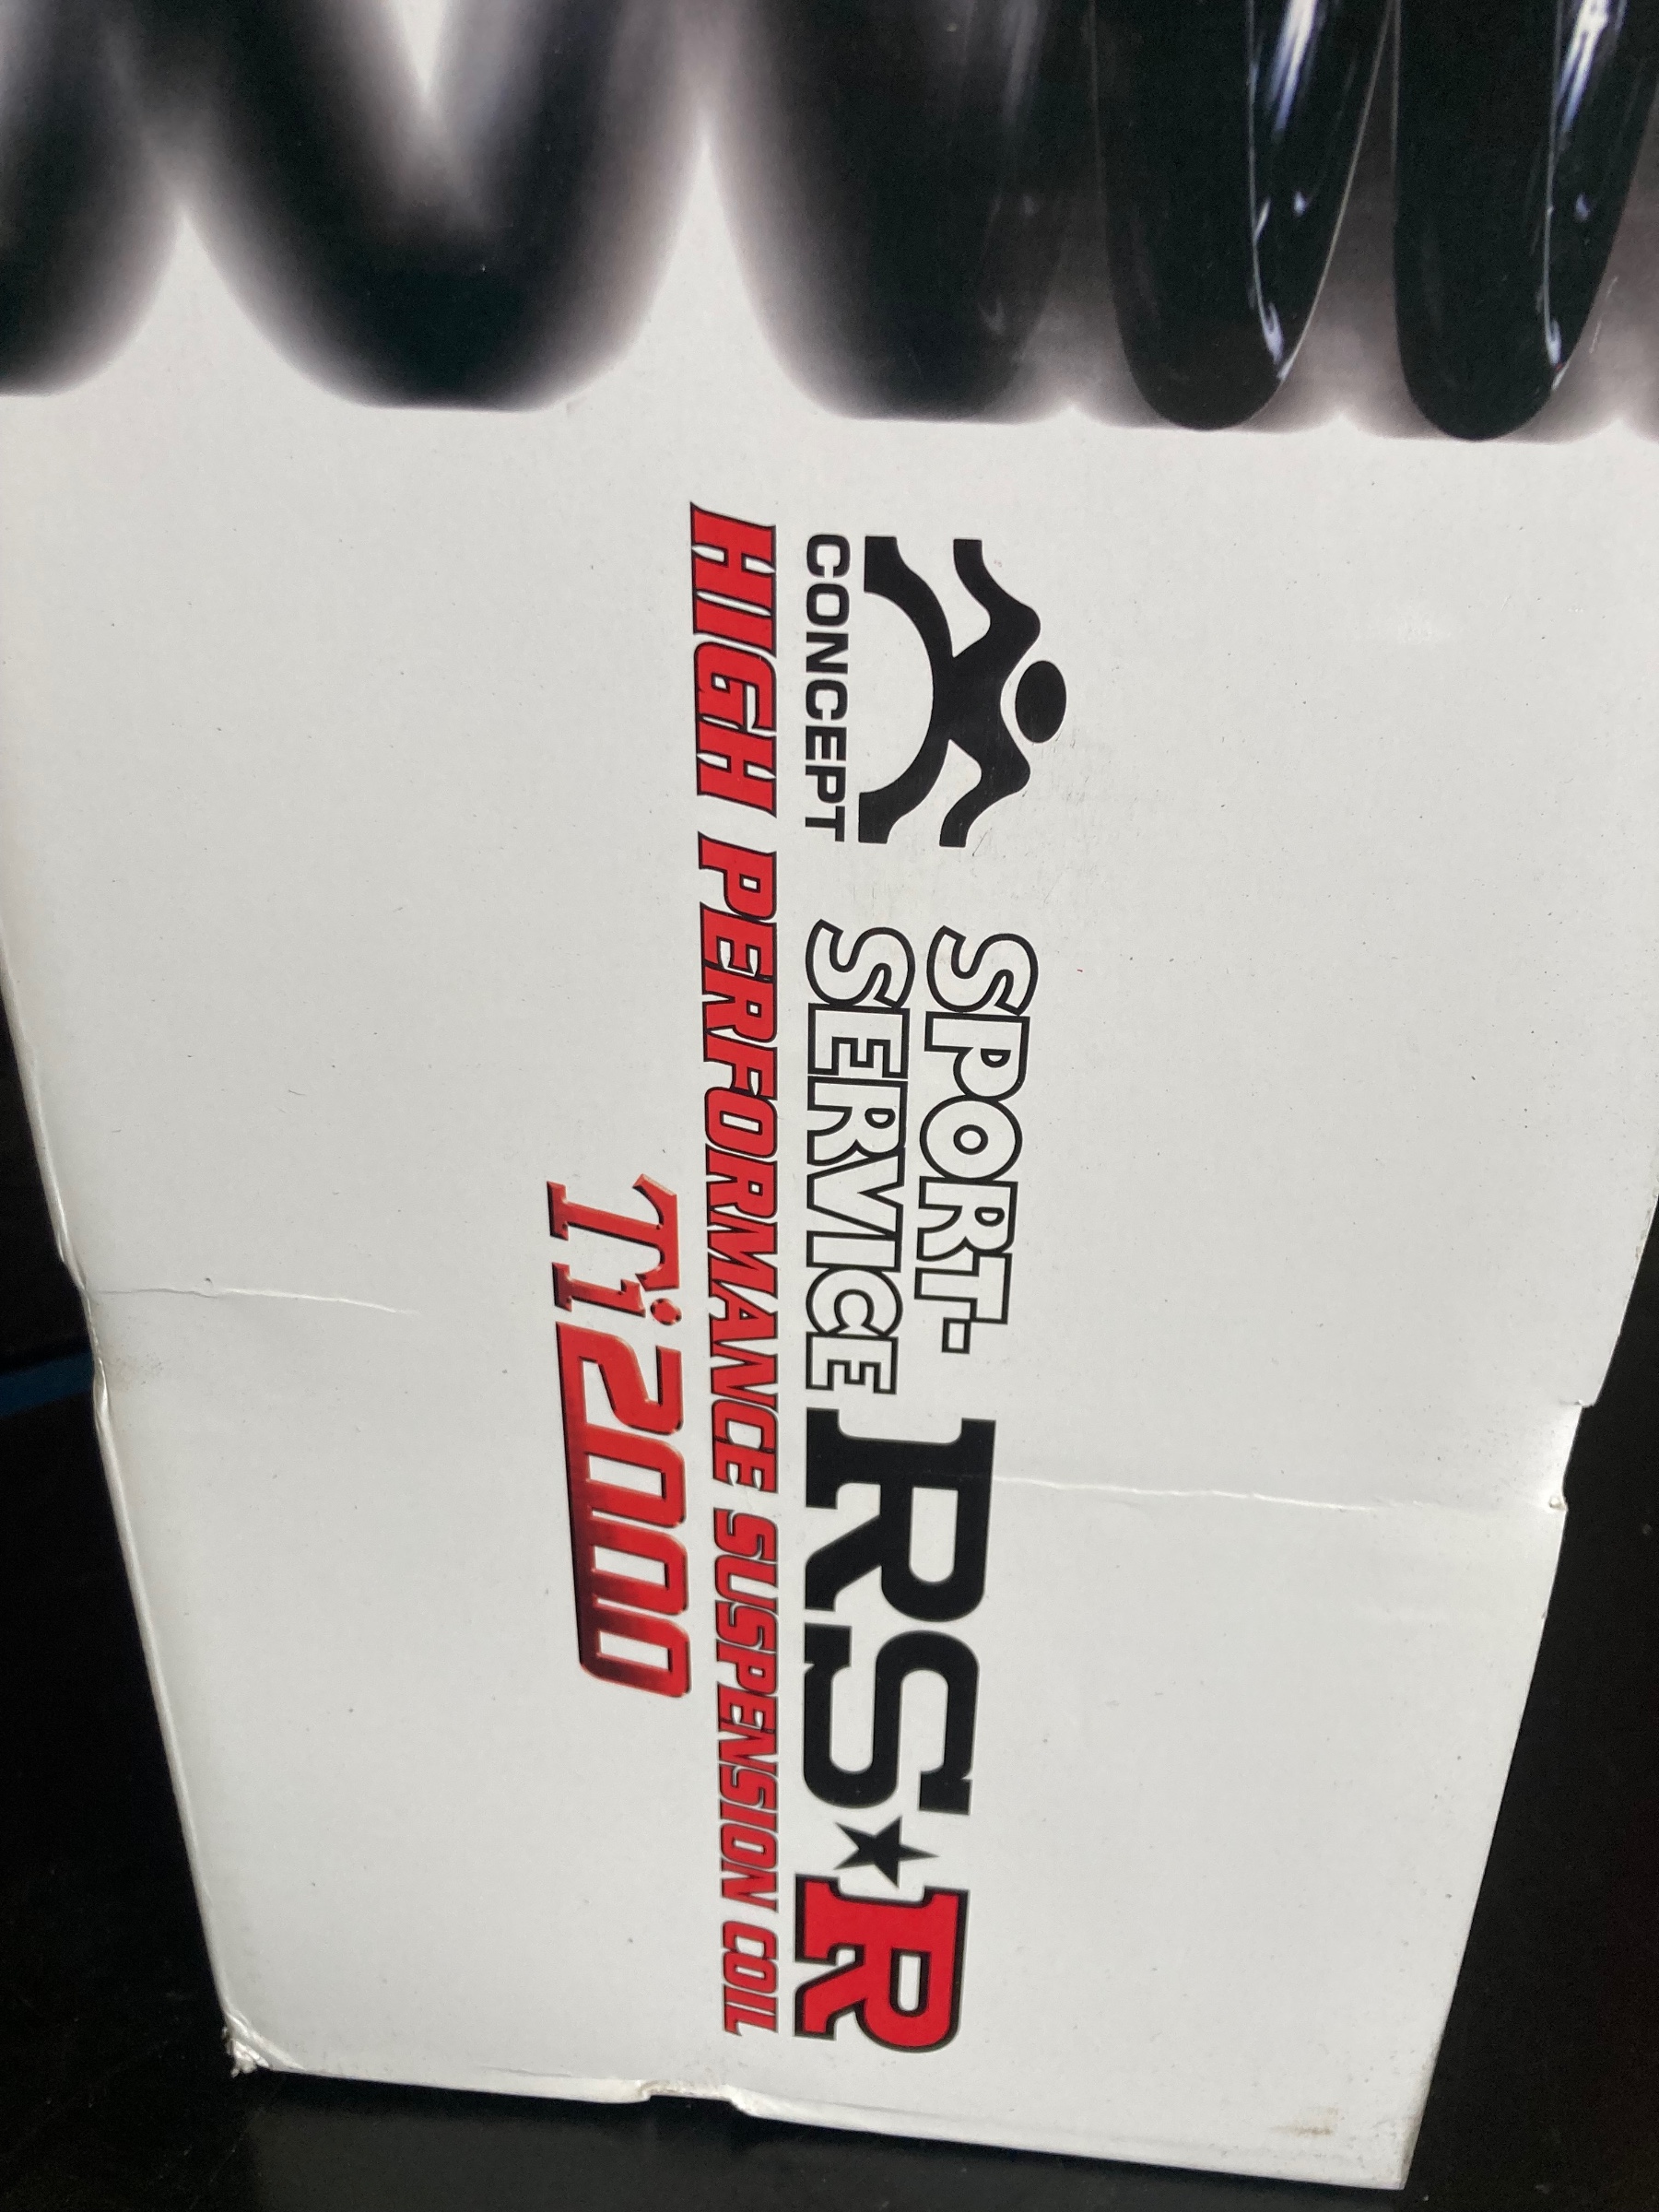 CONCEPT
SPORT-
SERVICE
RS★R
HIGH PERFORMANCE SUSPENSION COIL
Ti2000